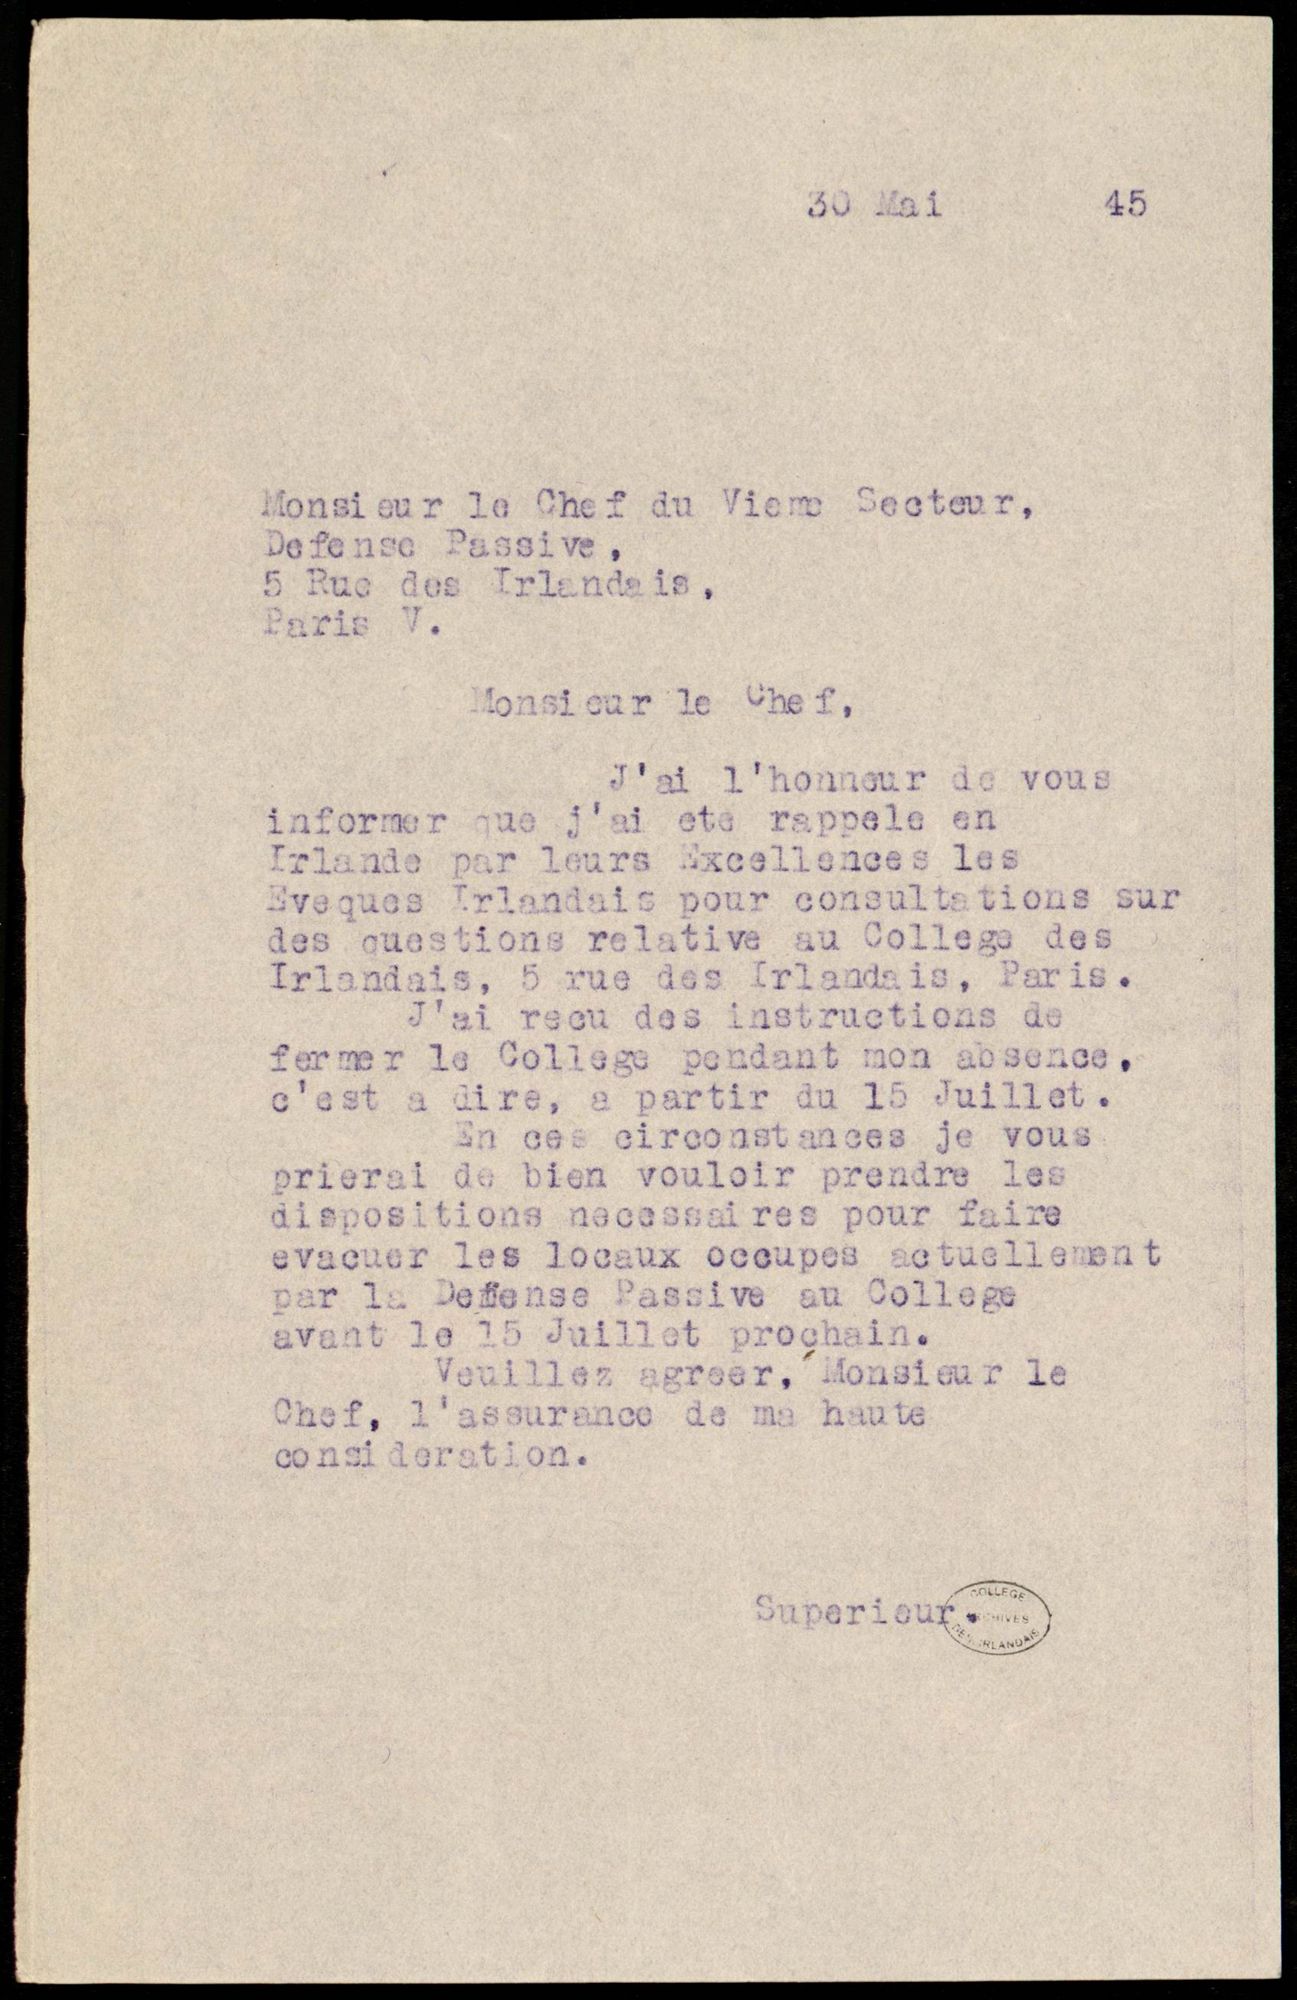 30 Mai 45
Monsieur le Chef du Vieme Secteur,
Defense Passive,
5 Rue des Irlandais,
Paris V.
Monsieur le Chef,
J'ai l'honneur de vous
informer que j'ai ete rappele en
Irlande par leurs Excellences les
Eveques Irlandais pour consultations sur
des questions relative au College des
Irlandais, 5 rue des Irlandais, Paris.
J'ai recu des instructions de
fermer le College pendant mon absence,
c'est a dire, a partir du 15 Juillet.
En ces circonstances je vous
prierai de bien vouloir prendre les
dispositions necessaires pour faire
evacuer les locaux occupes actuellement
par la Defense Passive au College
avant le 15 Juillet prochain.
Veuillez agreer, Monsieur le
Chef, l'assurance de ma haute
consideration.
Superieur
COLLEGE
ARCHIVES
DES IRLANDAIS